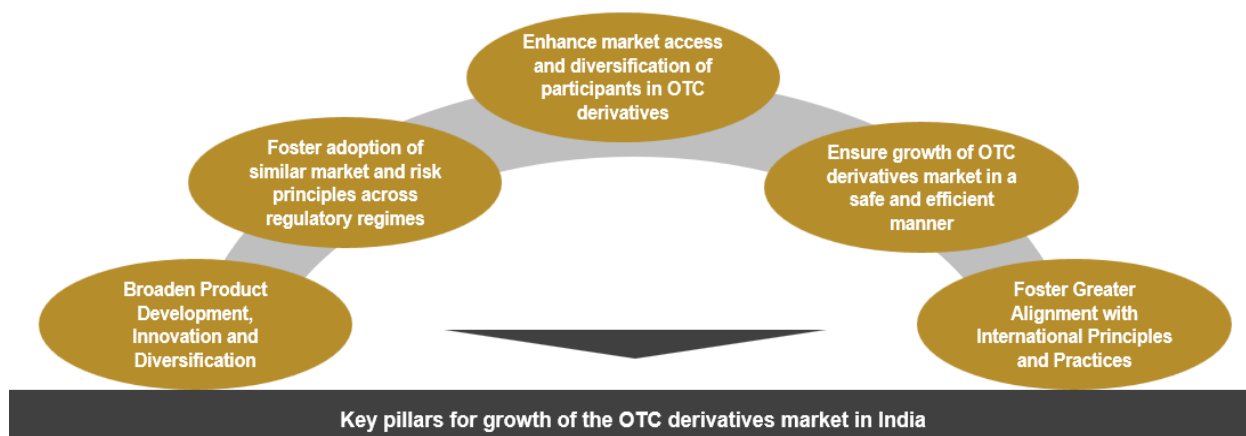 Enhance market access
and diversification of
participants in OTC
derivatives
Foster adoption of
similar market and risk
principles across
regulatory regimes
Ensure growth of OTC
derivatives market in a
safe and efficient
manner
Broaden Product
Development,
Innovation and
Diversification
Foster Greater
Alignment with
International Principles
and Practices
Key pillars for growth of the OTC derivatives market in India